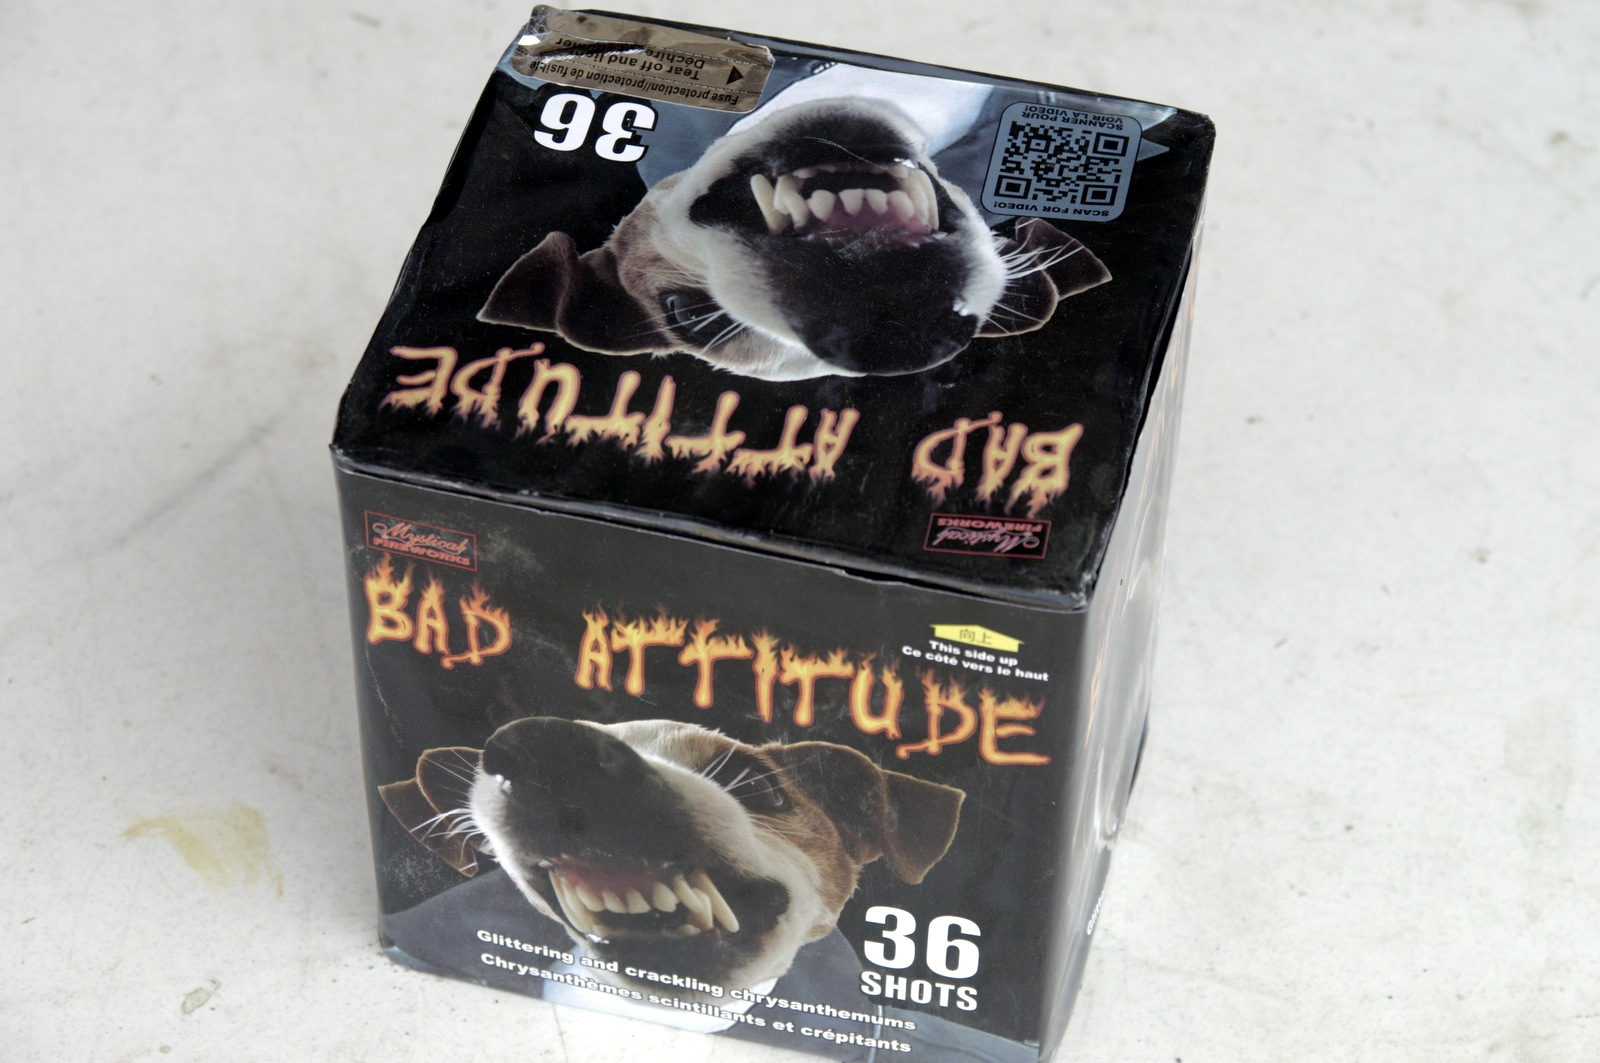 Fuse protection/protection de fusible
Tear off and light
36
SCAN FOR VIDEO!
SCANNER POUR
VOIR LA VIDEO!
BAD ATTITUDE
Mystical
FIREWORKS
Mystical
FIREWORKS
BAD ATTITUDE
向上
This side up
Ce côté vers le haut
36
SHOTS
Glittering and crackling chrysanthemums
Chrysanthèmes scintillants et crépitants